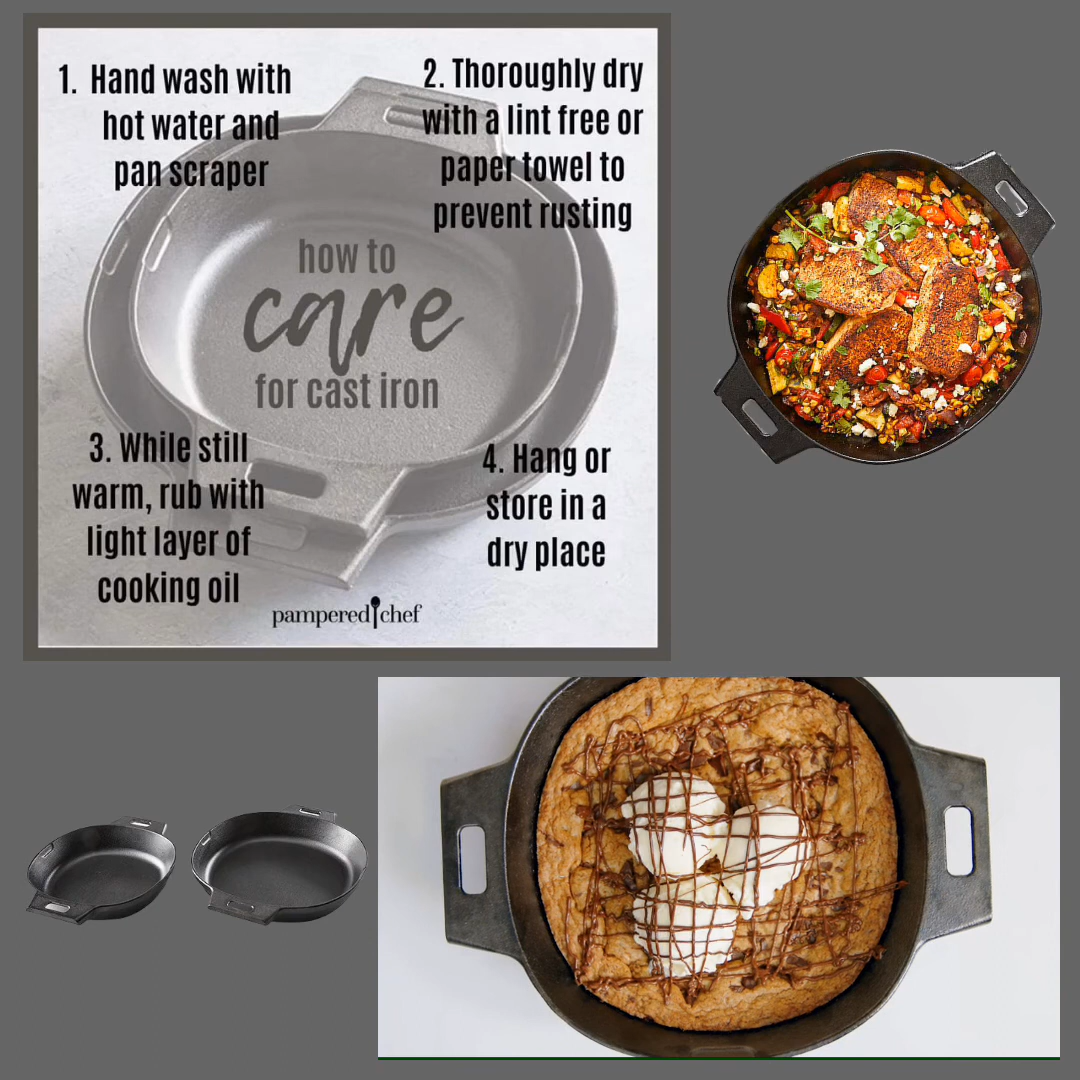 1. Hand wash with
hot water and
pan scraper
2. Thoroughly dry
with a lint free or
paper towel to
prevent rusting
how to
care
for cast iron
3. While still
warm, rub with
light layer of
cooking oil
4. Hang or
store in a
dry place
pampered chef